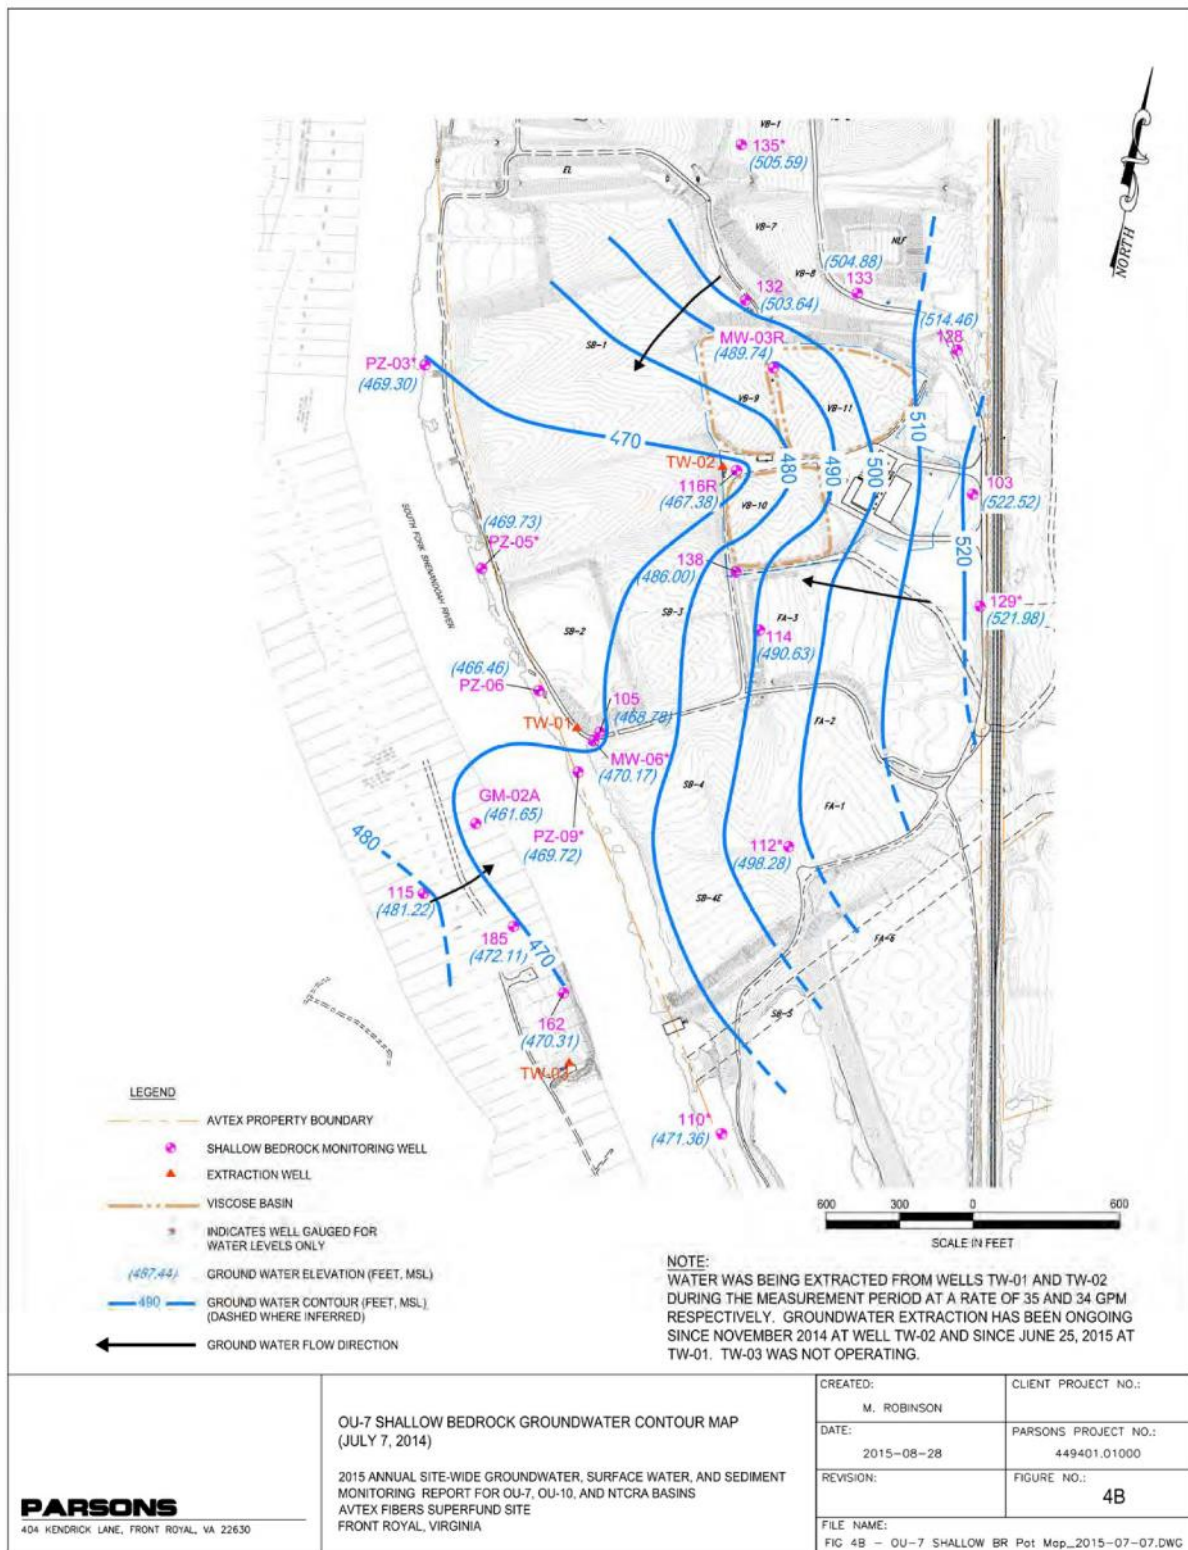 NORTH
VB-1
135*
(505.59)
EL
VB-7
NLF
(504.88)
133
VB-8
132
(503.64)
(514.46)
128
MW-03R
(489.74)
SB-1
PZ-03*
(469.30)
VB-9
VB-11
510
470
TW-02
480
490
500
116R
(467.38)
VB-10
103
(522.52)
(469.73)
PZ-05*
SOUTH FORK SHENANDOAH RIVER
138
(486.00)
520
SB-3
129*
(521.98)
SB-2
FA-3
114
(490.63)
(466.46)
PZ-06
105
(468.78)
TW-01
FA-2
MW-06*
(470.17)
SB-4
GM-02A
(461.65)
FA-1
PZ-09*
(469.72)
480
112*
(498.28)
115
(481.22)
SB-4E
185
(472.11)
470
FA-6
162
(470.31)
SB-5
TW-03
110*
(471.36)
LEGEND
AVTEX PROPERTY BOUNDARY
SHALLOW BEDROCK MONITORING WELL
EXTRACTION WELL
VISCOSE BASIN
* INDICATES WELL GAUGED FOR
WATER LEVELS ONLY
(487.44) GROUND WATER ELEVATION (FEET, MSL)
490 GROUND WATER CONTOUR (FEET, MSL)
(DASHED WHERE INFERRED)
GROUND WATER FLOW DIRECTION
600 300 0 600
SCALE IN FEET
NOTE:
WATER WAS BEING EXTRACTED FROM WELLS TW-01 AND TW-02
DURING THE MEASUREMENT PERIOD AT A RATE OF 35 AND 34 GPM
RESPECTIVELY. GROUNDWATER EXTRACTION HAS BEEN ONGOING
SINCE NOVEMBER 2014 AT WELL TW-02 AND SINCE JUNE 25, 2015 AT
TW-01. TW-03 WAS NOT OPERATING.
PARSONS
404 KENDRICK LANE, FRONT ROYAL, VA 22630
OU-7 SHALLOW BEDROCK GROUNDWATER CONTOUR MAP
(JULY 7, 2014)
2015 ANNUAL SITE-WIDE GROUNDWATER, SURFACE WATER, AND SEDIMENT
MONITORING REPORT FOR OU-7, OU-10, AND NTCRA BASINS
AVTEX FIBERS SUPERFUND SITE
FRONT ROYAL, VIRGINIA
CREATED:
M. ROBINSON
CLIENT PROJECT NO.:
DATE:
2015-08-28
PARSONS PROJECT NO.:
449401.01000
REVISION:
FIGURE NO.:
4B
FILE NAME:
FIG 4B - OU-7 SHALLOW BR Pot Map_2015-07-07.DWG